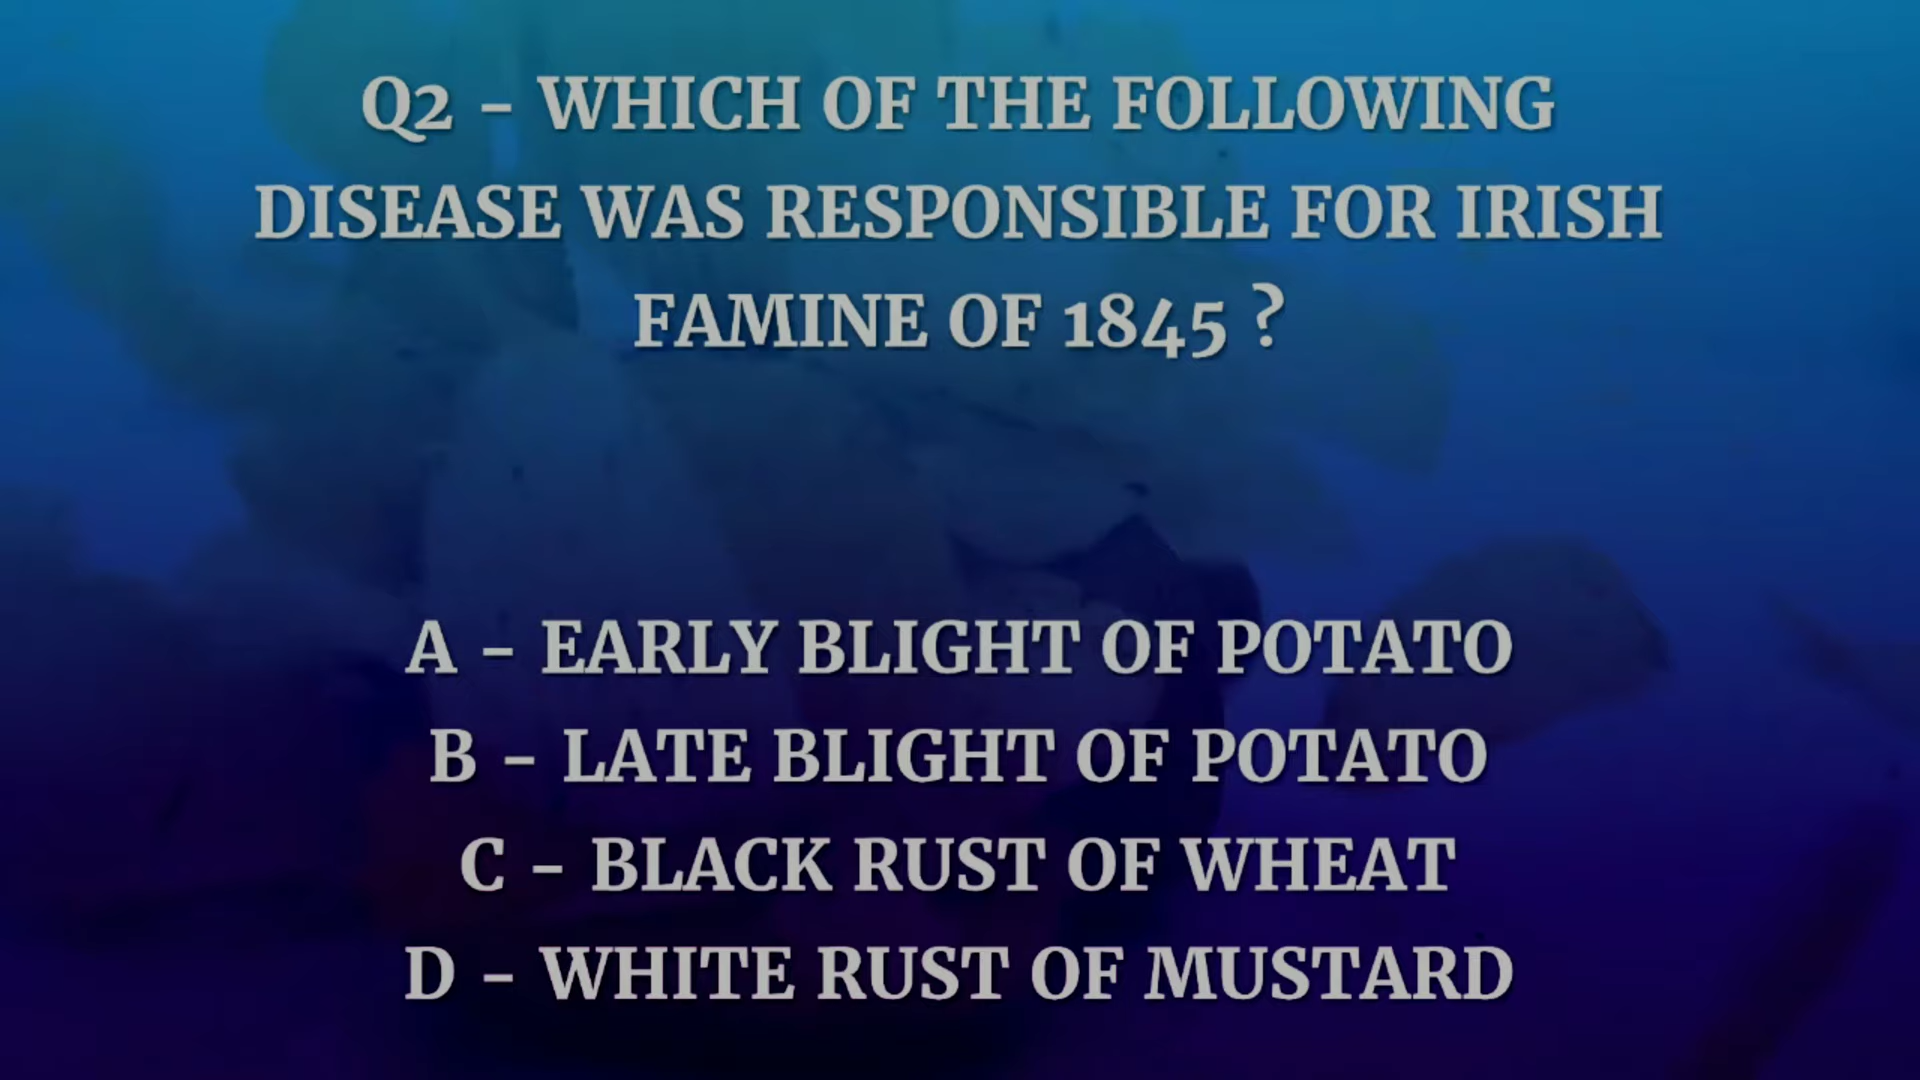 Q2 - WHICH OF THE FOLLOWING
DISEASE WAS RESPONSIBLE FOR IRISH
FAMINE OF 1845 ?
A - EARLY BLIGHT OF POTATO
B - LATE BLIGHT OF POTATO
C - BLACK RUST OF WHEAT
D - WHITE RUST OF MUSTARD